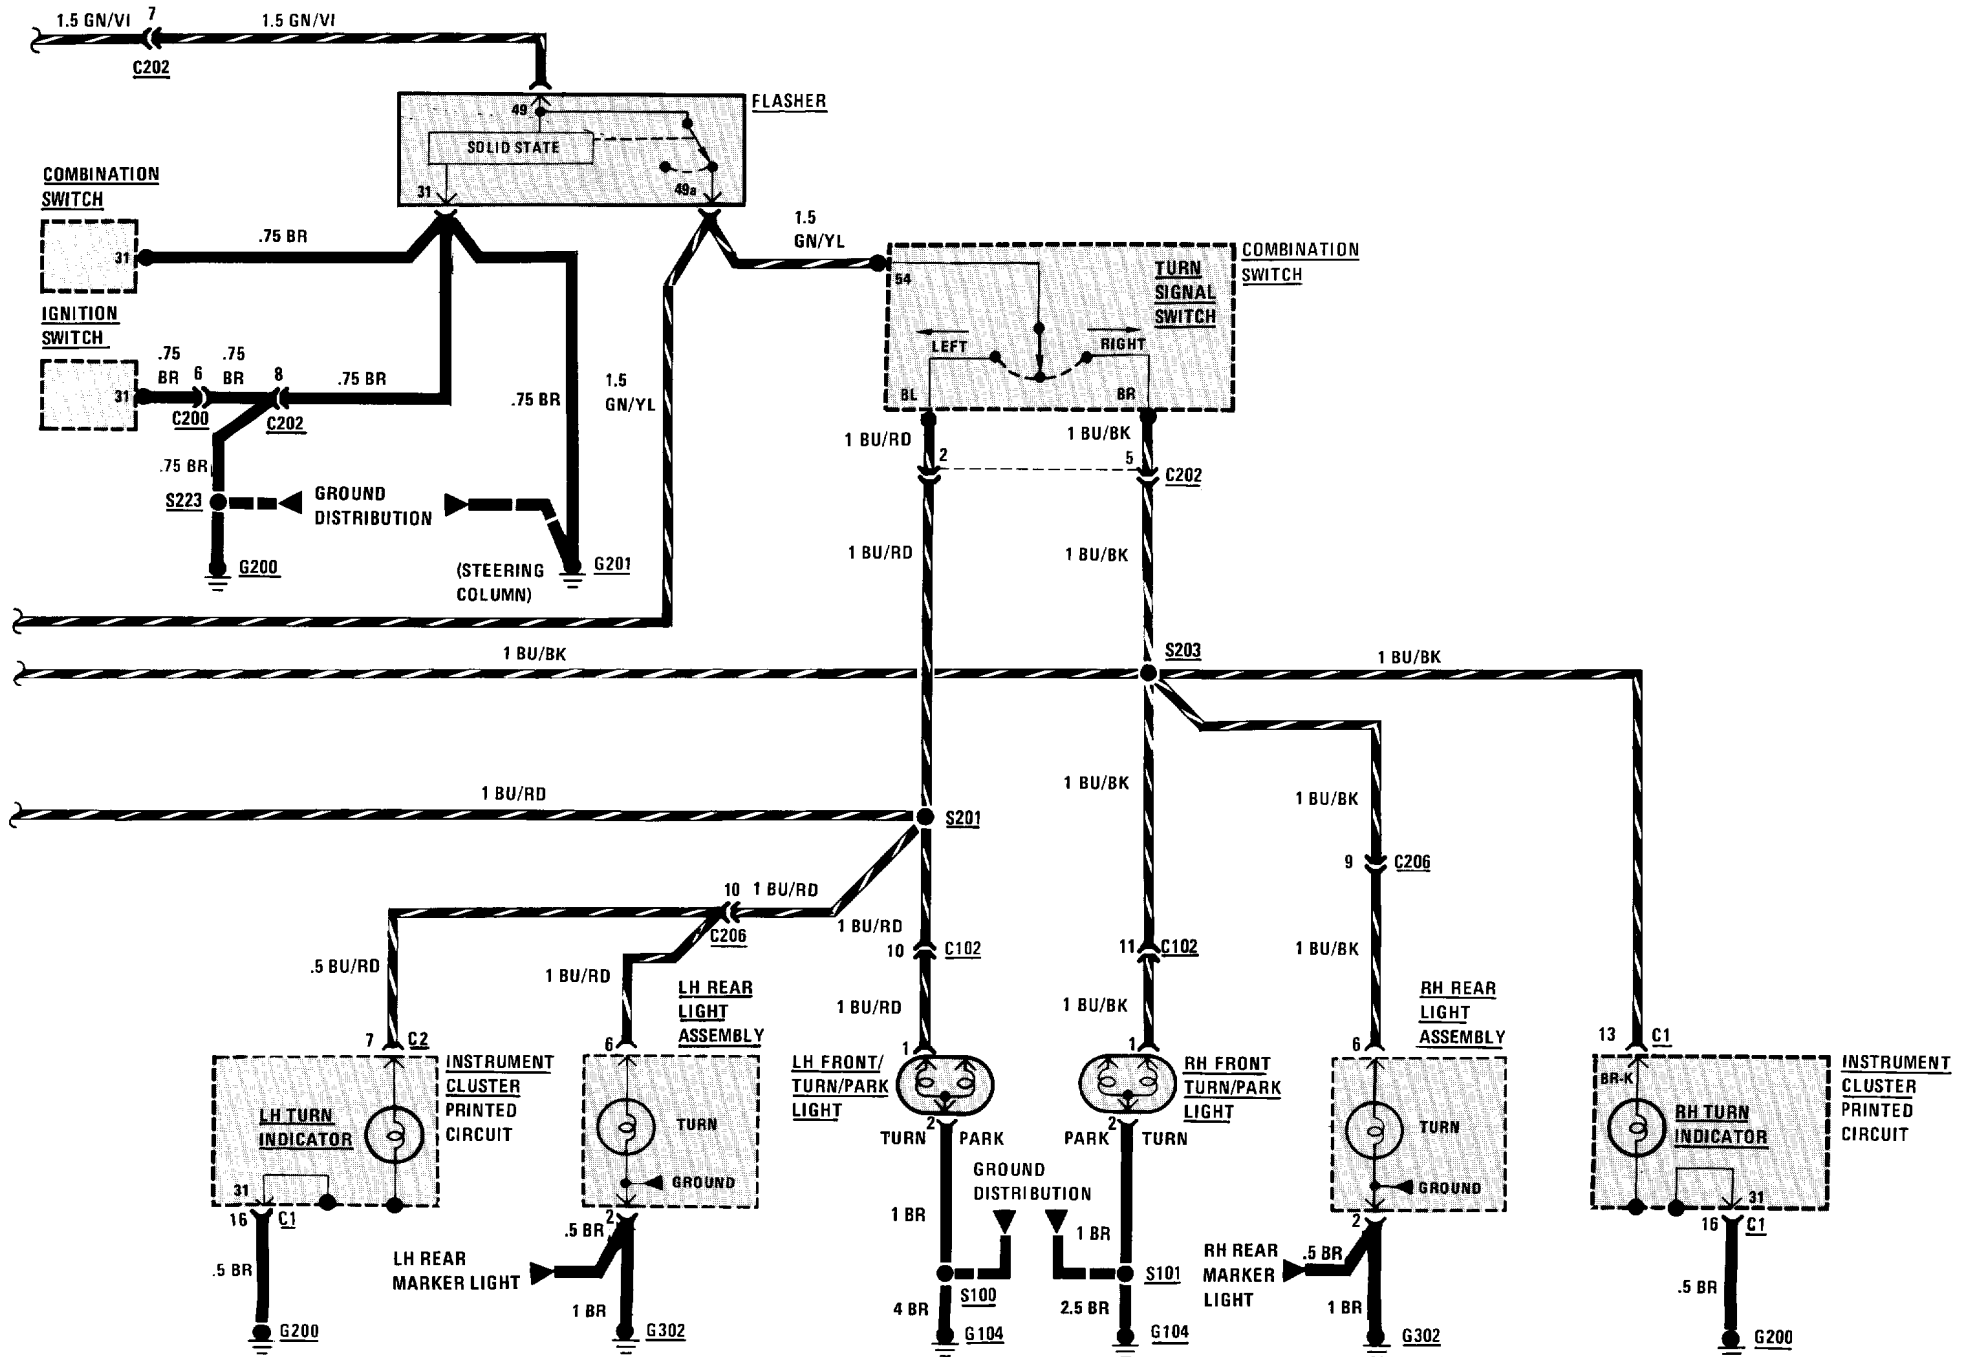 1.5 GN/VI
7
1.5 GN/VI
C202
FLASHER
49
SOLID STATE
31
49a
COMBINATION
SWITCH
31
.75 BR
1.5
GN/YL
COMBINATION
SWITCH
54
TURN
SIGNAL
SWITCH
LEFT
RIGHT
BL
BR
IGNITION
SWITCH
31
.75
BR
6
.75
BR
8
.75 BR
C200
C202
.75 BR
1.5
GN/YL
.75 BR
S223
GROUND
DISTRIBUTION
G200
(STEERING
COLUMN)
G201
1 BU/RD
1 BU/BK
2
5
C202
1 BU/RD
1 BU/BK
1 BU/BK
S203
1 BU/BK
1 BU/RD
S201
1 BU/BK
1 BU/BK
9
C206
10
1 BU/RD
C206
1 BU/RD
10
C102
11
C102
1 BU/BK
.5 BU/RD
1 BU/RD
1 BU/RD
1 BU/BK
LH REAR
LIGHT
ASSEMBLY
RH REAR
LIGHT
ASSEMBLY
7
C2
6
1
1
6
13
C1
INSTRUMENT
CLUSTER
PRINTED
CIRCUIT
LH TURN
INDICATOR
31
16
C1
TURN
GROUND
2
LH FRONT/
TURN/PARK
LIGHT
2
TURN
PARK
RH FRONT
TURN/PARK
LIGHT
2
PARK
TURN
TURN
GROUND
2
BR-K
RH TURN
INDICATOR
31
16
C1
INSTRUMENT
CLUSTER
PRINTED
CIRCUIT
GROUND
DISTRIBUTION
.5 BR
G200
.5 BR
LH REAR
MARKER LIGHT
1 BR
G302
1 BR
S100
4 BR
G104
1 BR
S101
2.5 BR
G104
RH REAR
MARKER
LIGHT
.5 BR
1 BR
G302
.5 BR
G200